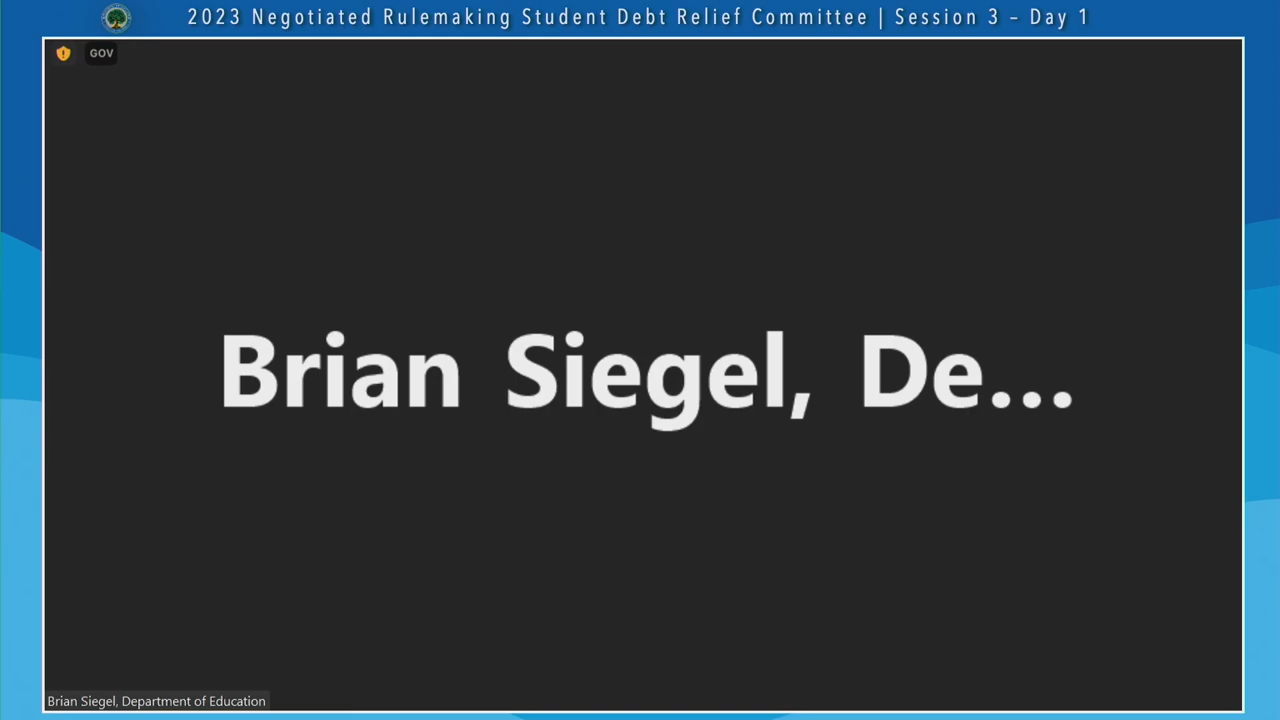 2023 Negotiated Rulemaking Student Debt Relief Committee | Session 3 – Day 1
GOV
Brian Siegel, De...
Brian Siegel, Department of Education